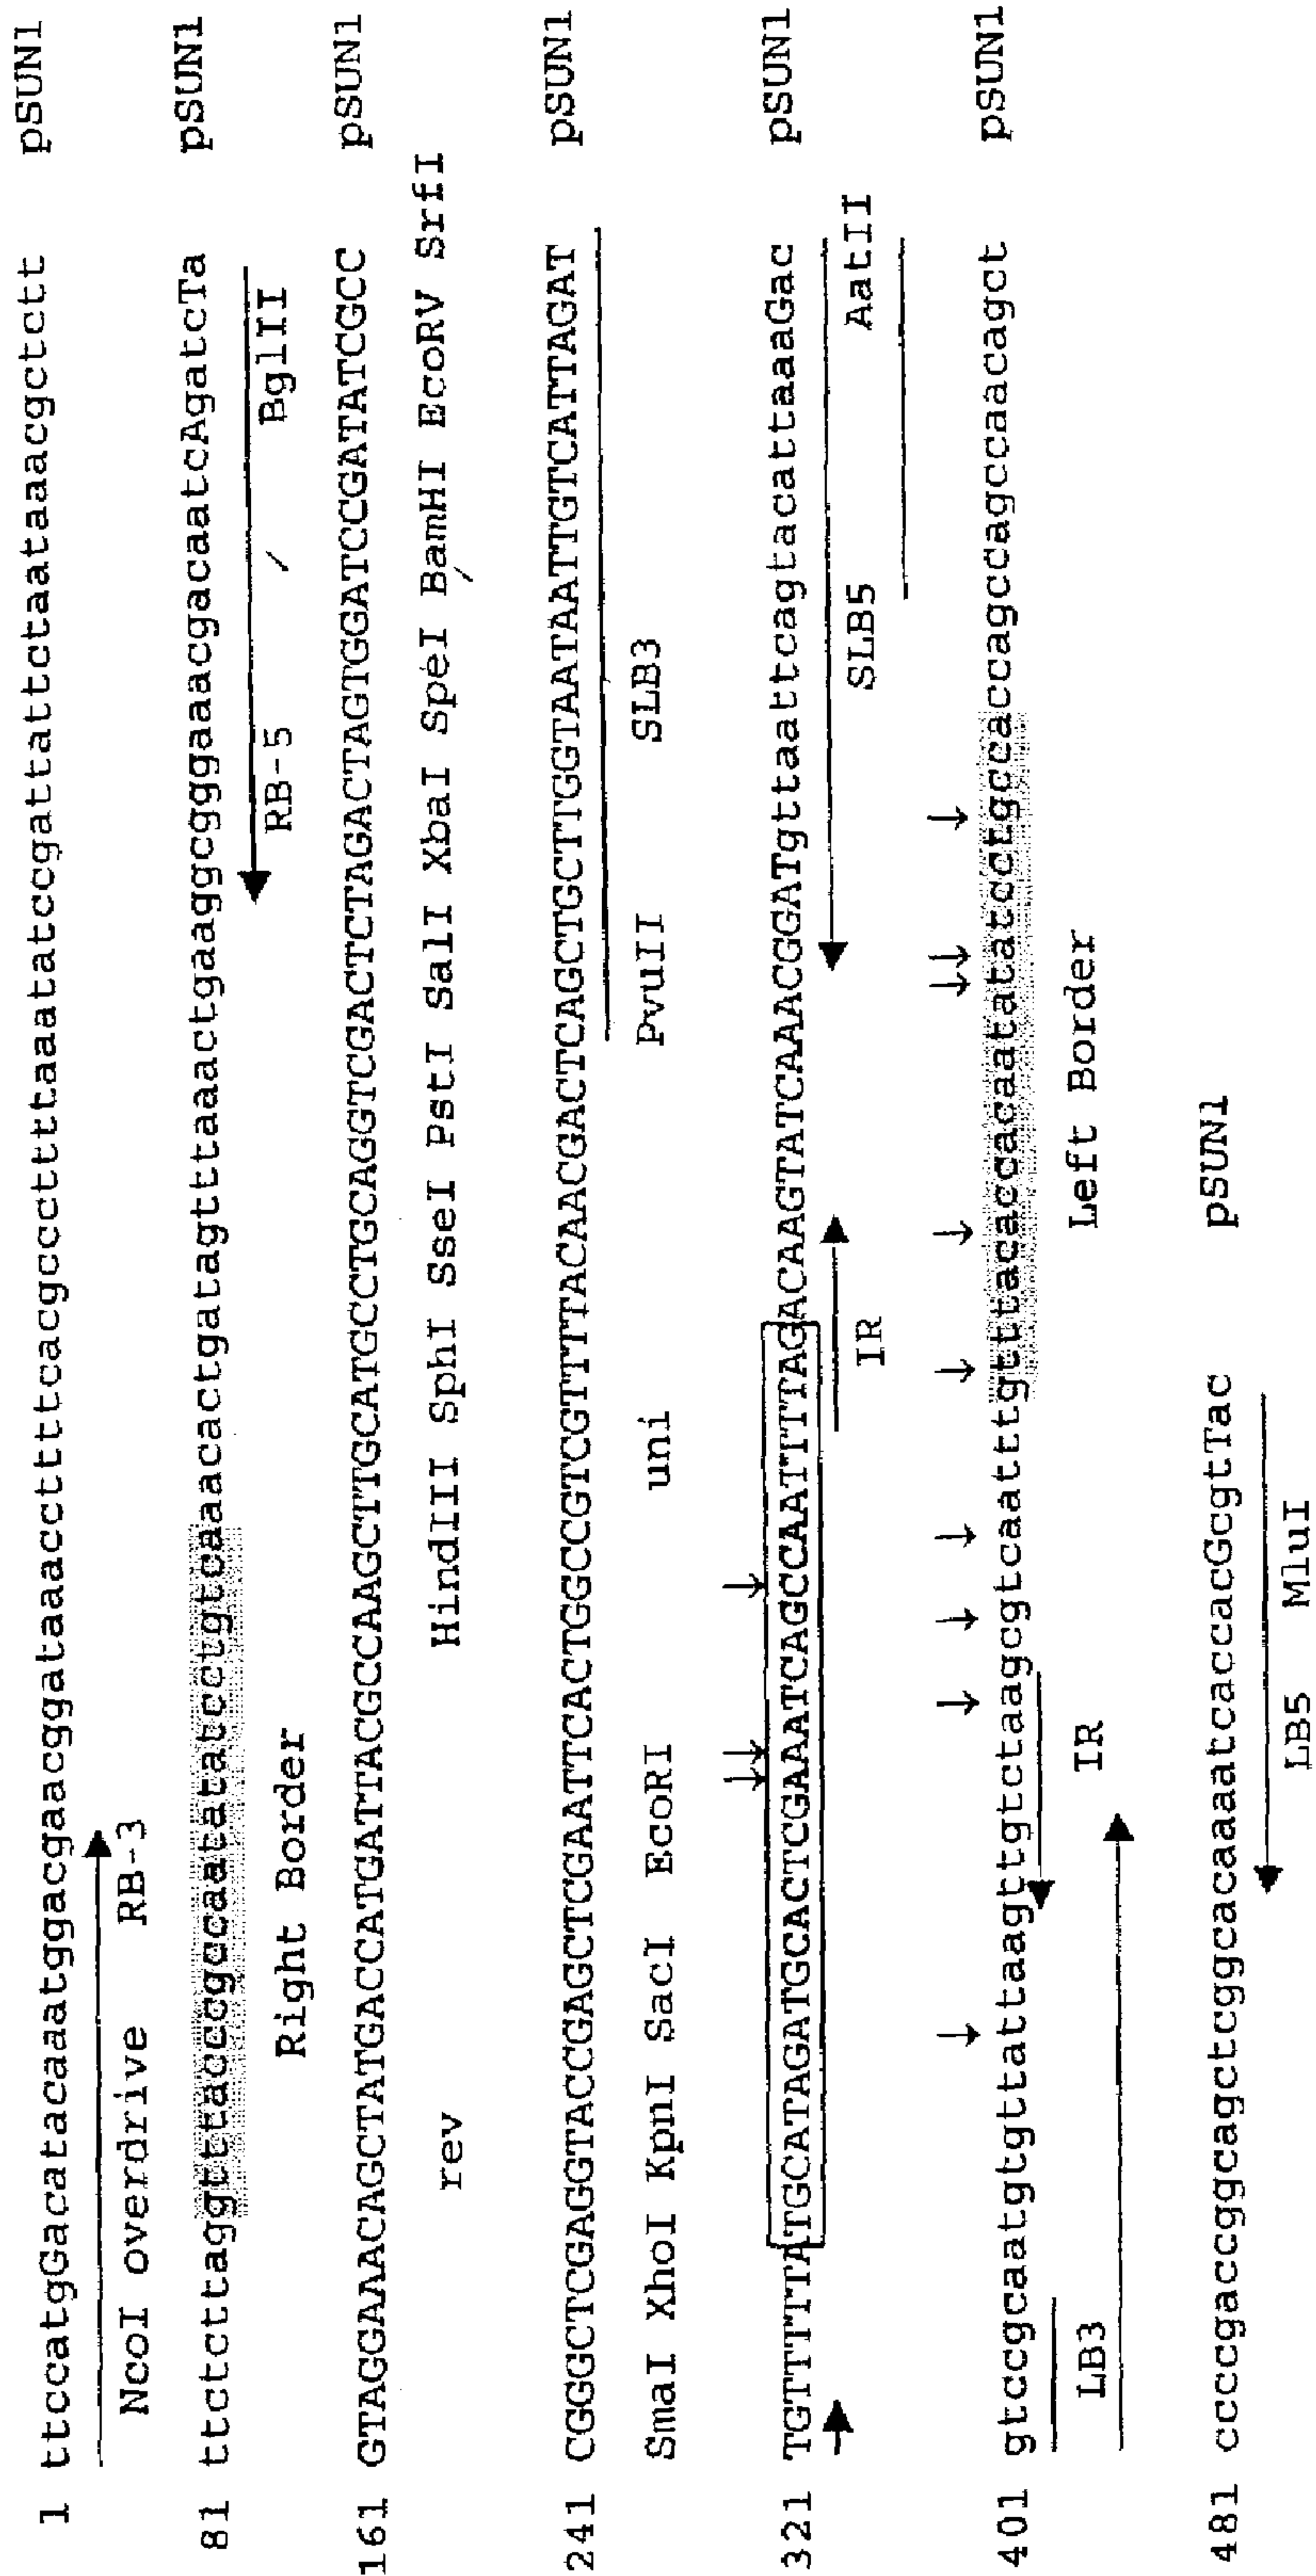 1 ttccatgGacatacaaatggacgaacggataaaccttttcacgcccttttaaatatccgattattctaataaacgctctt pSUN1
NcoI overdrive RB-3
81 ttctcttaggtttacccgccaatatatcctgtcaaacactgatagtttaaactgaaggcgggaaacgacaatcAgatcTa pSUN1
Right Border RB-5 BglII
161 GTAGGAAACAGCTATGACCATGATTACGCCAAGCTTGCATGCCTGCAGGTCGACTCTAGACTAGTGGATCCGATATCGCC pSUN1
rev HindIII SphI SseI PstI SalI XbaI SpeI BamHI EcoRV SrfI
241 CGGGCTCGAGGTACCGAGCTCGAATTCACTGGCCGTCGTTTTACAACGACTCAGCTGCTTGGTAATAATTGTCATTAGAT pSUN1
SmaI XhoI KpnI SacI EcoRI uni PvuII SLB3
321 TGTTTTTATGCATAGATGCACTCGAAATCAGCCAATTTTAGACAAGTATCAAACGGATgttaattcagtacattaaaGac pSUN1
IR SLB5 AatII
401 gtccgcaatgtgttattaagttgtctaagcgtcaatttgtttacaccacaatatatcctgccaccagccagccaacagct pSUN1
LB3 IR Left Border
481 ccccgaccggcagctcggcacaaaatcaccacGcgtTac pSUN1
LB5 MluI